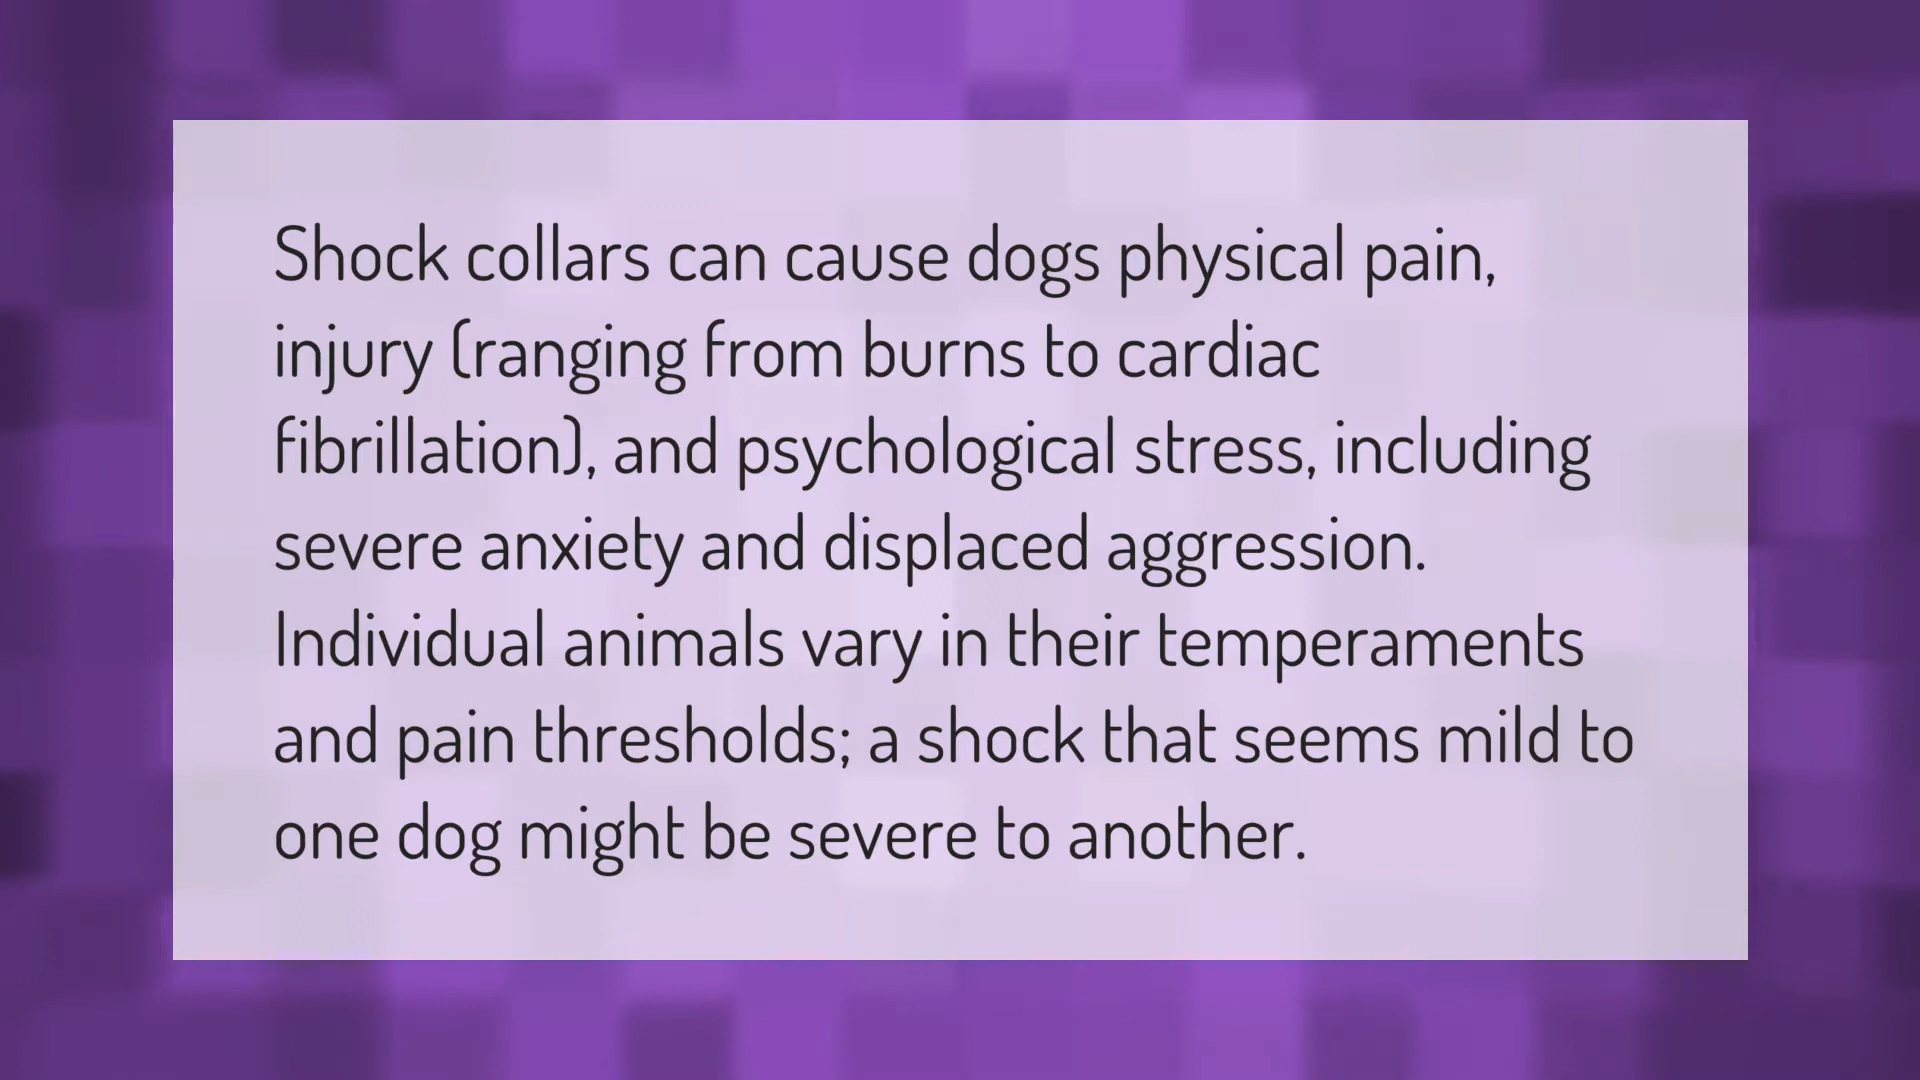 Shock collars can cause dogs physical pain,
injury (ranging from burns to cardiac
fibrillation), and psychological stress, including
severe anxiety and displaced aggression.
Individual animals vary in their temperaments
and pain thresholds; a shock that seems mild to
one dog might be severe to another.